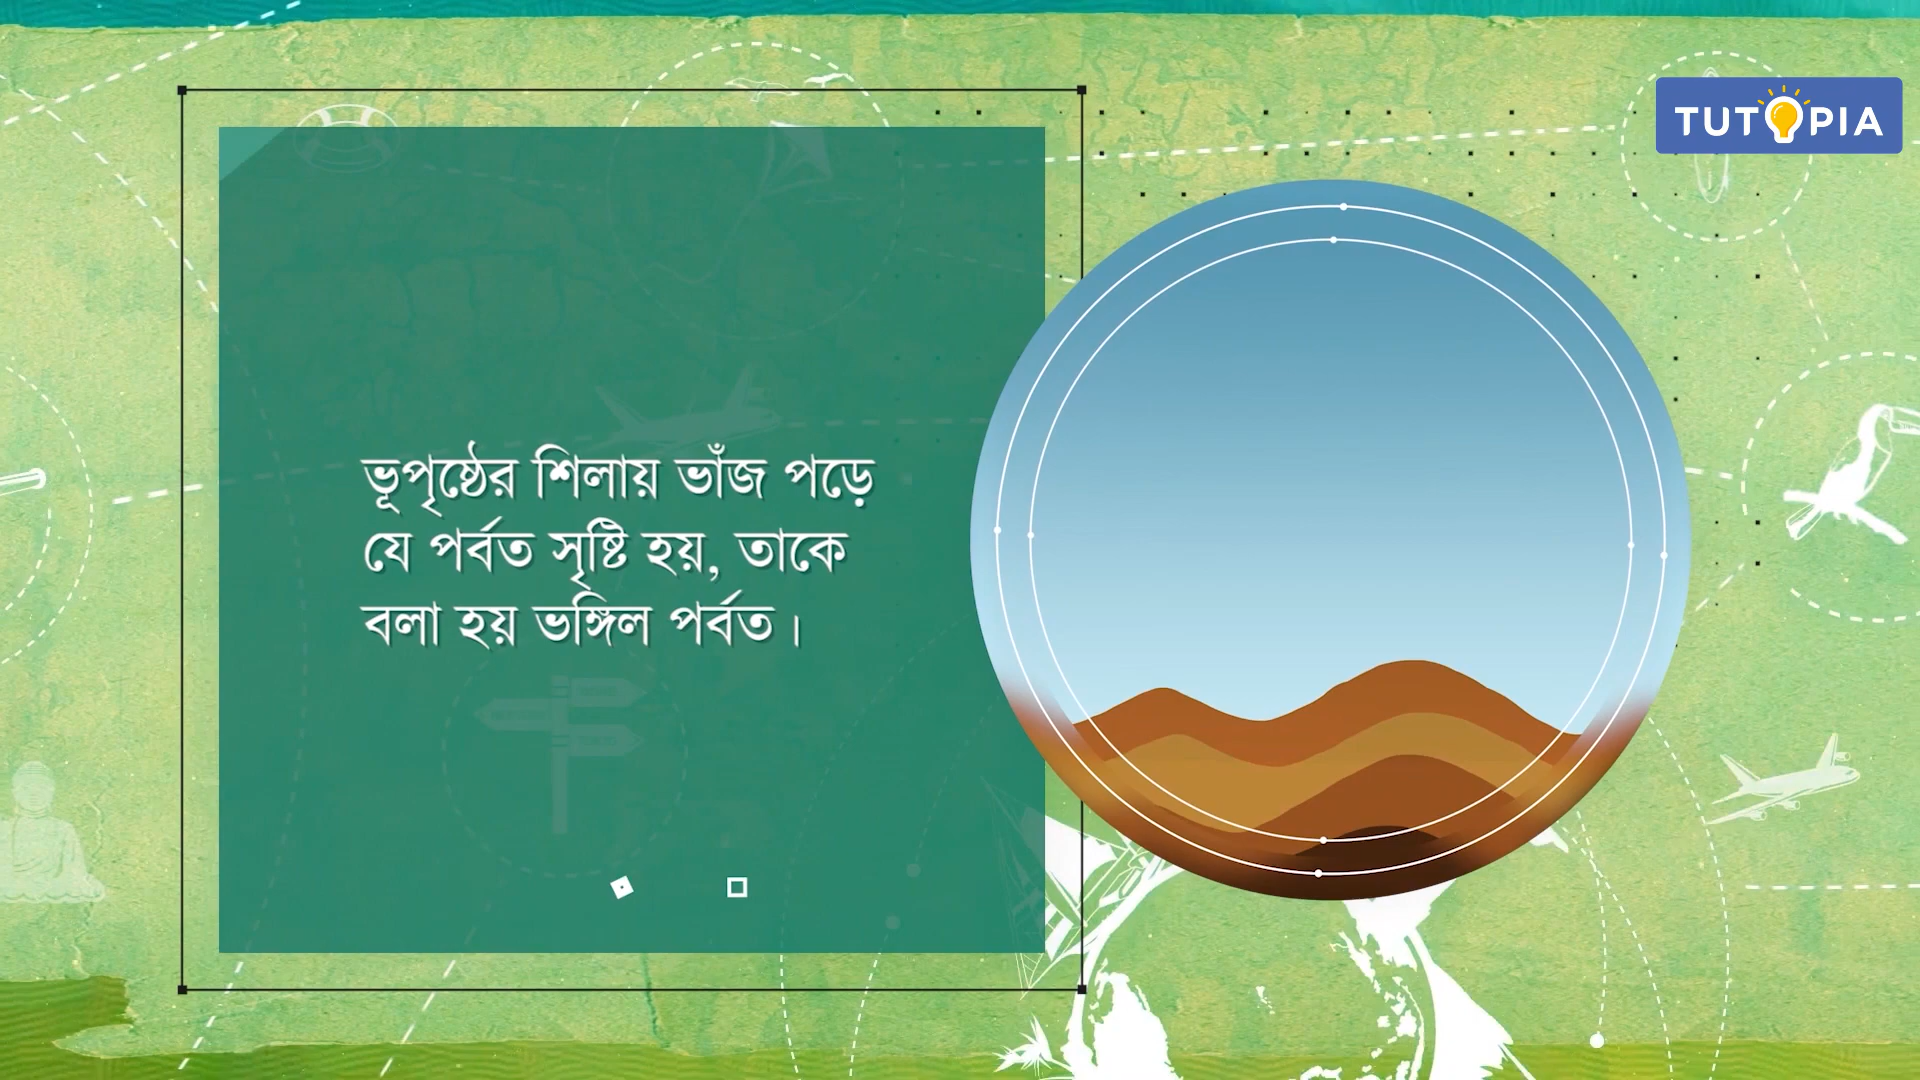 TUTOPIA
ভূপৃষ্ঠের শিলায় ভাঁজ পড়ে
যে পর্বত সৃষ্টি হয়, তাকে
বলা হয় ভঙ্গিল পর্বত।